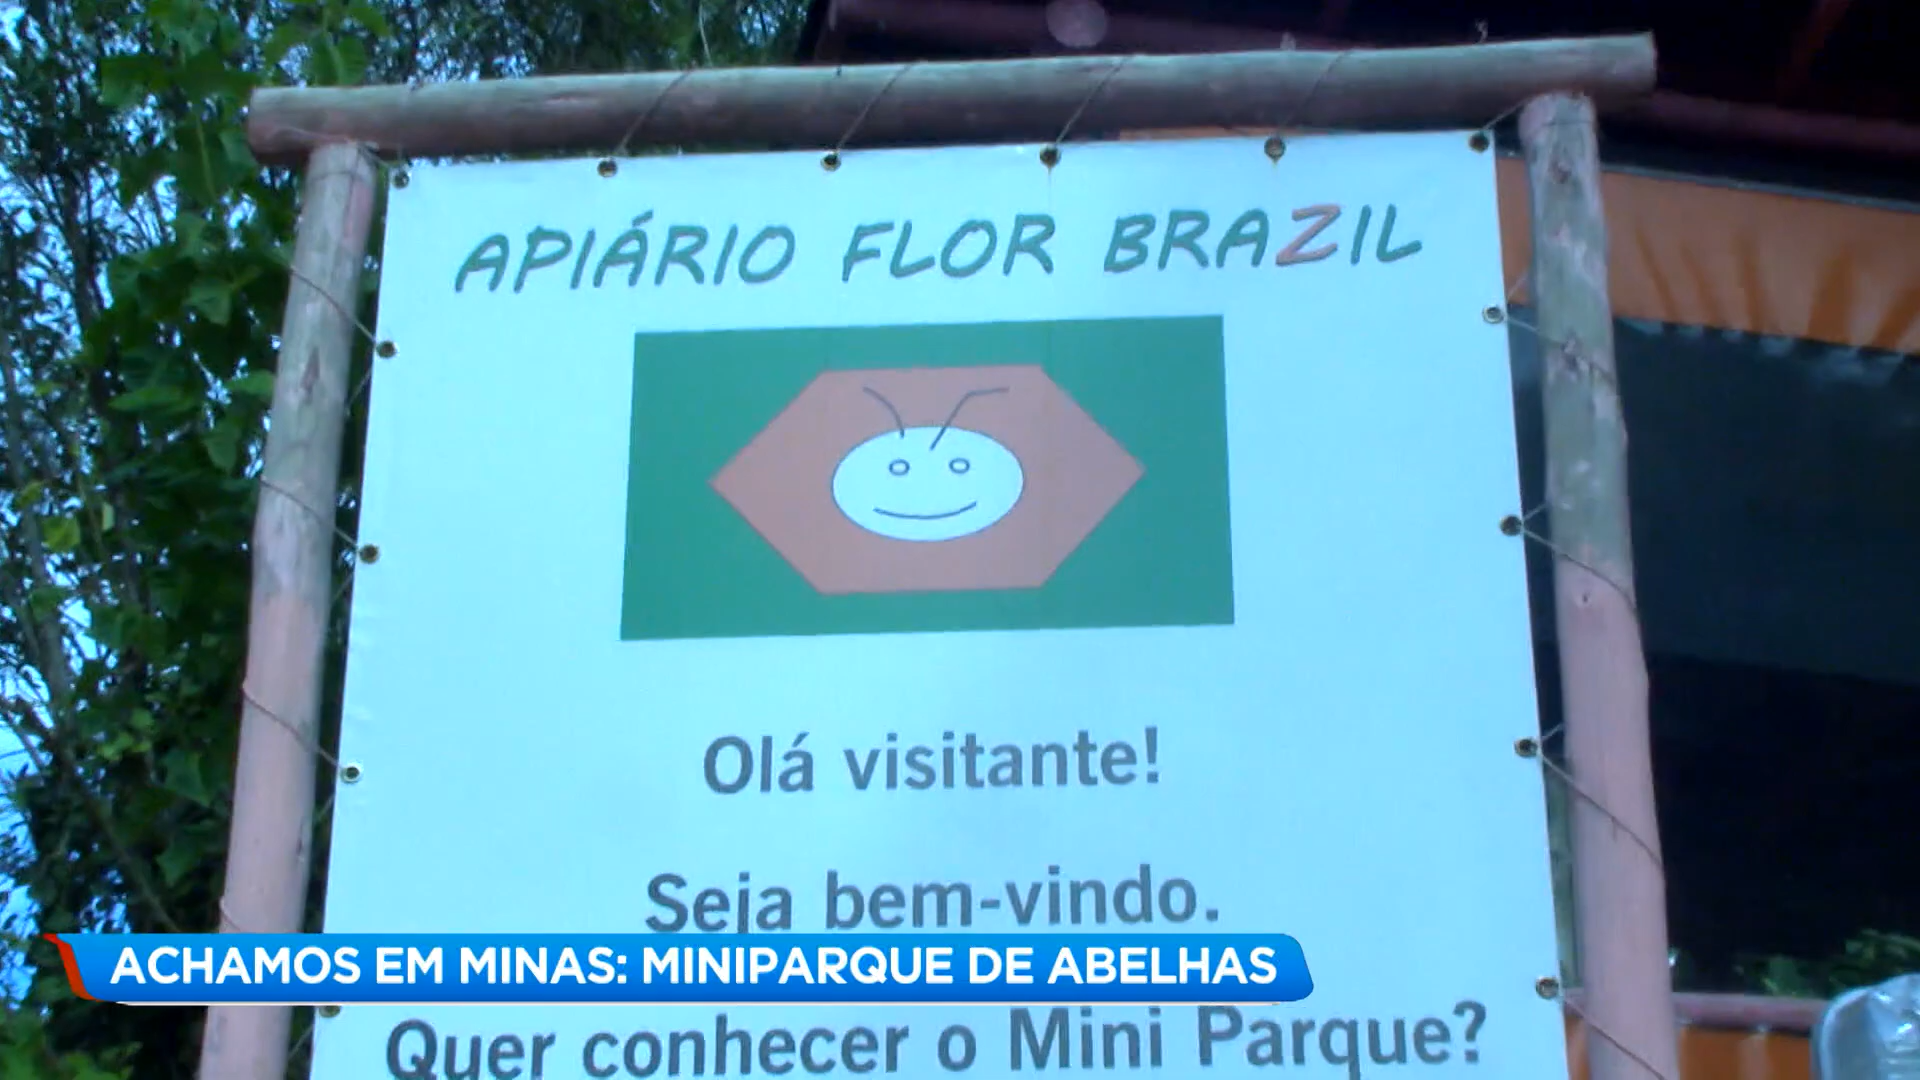 APIÁRIO FLOR BRAZIL
Olá visitante!
Seja bem-vindo.
ACHAMOS EM MINAS: MINIPARQUE DE ABELHAS
Quer conhecer o Mini Parque?